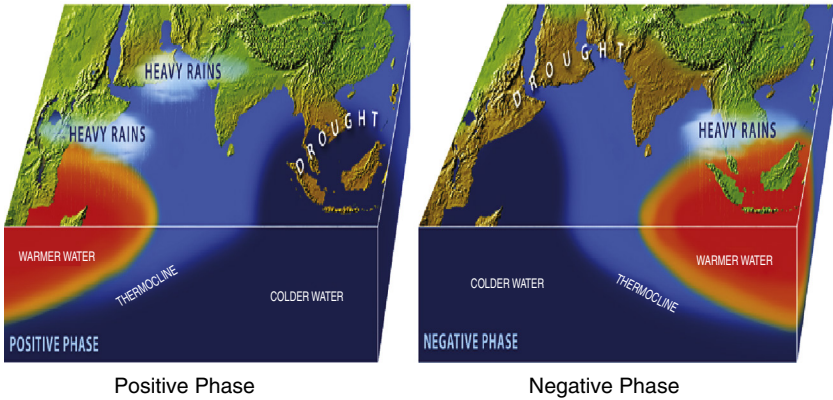 HEAVY RAINS
HEAVY RAINS
DROUGHT
WARMER WATER
THERMOCLINE
COLDER WATER
POSITIVE PHASE
Positive Phase
DROUGHT
HEAVY RAINS
COLDER WATER
THERMOCLINE
WARMER WATER
NEGATIVE PHASE
Negative Phase